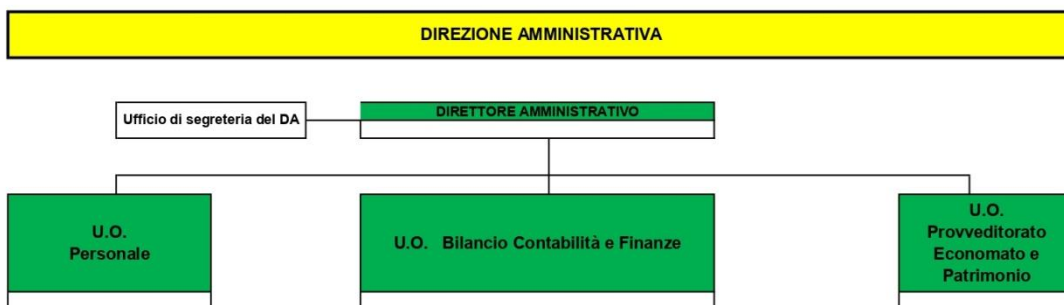 DIREZIONE AMMINISTRATIVA
Ufficio di segreteria del DA
DIRETTORE AMMINISTRATIVO
U.O.
Personale
U.O. Bilancio Contabilità e Finanze
U.O.
Provveditorato
Economato e
Patrimonio